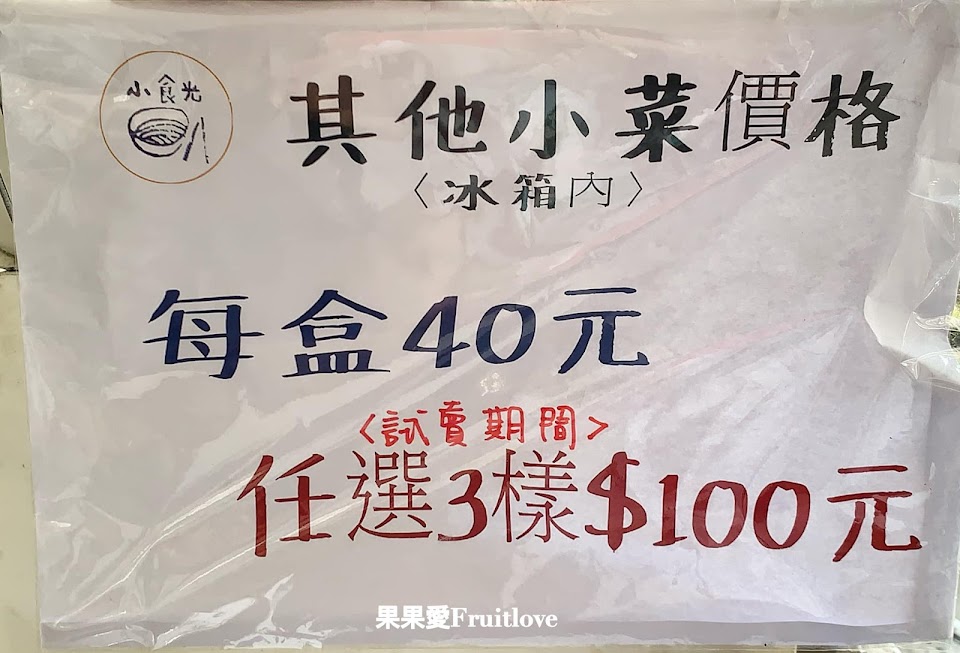 小食光
其他小菜價格
〈冰箱內〉
每盒40元
〈試賣期間〉
任選3樣$100元
果果愛Fruitlove